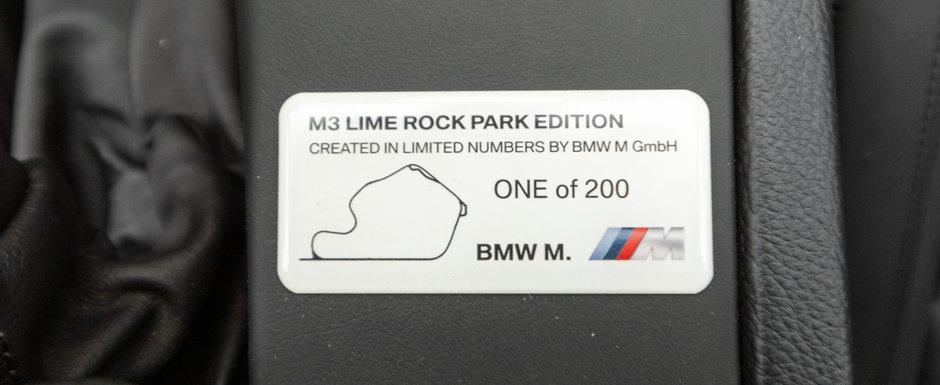 M3 LIME ROCK PARK EDITION
CREATED IN LIMITED NUMBERS BY BMW M GmbH
ONE of 200
BMW M. M